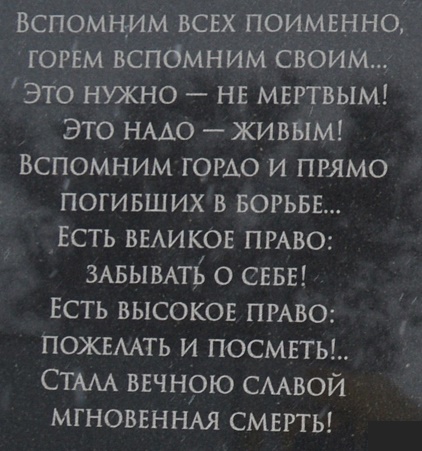 Вспомним всех поименно,
горем вспомним своим...
Это нужно — не мертвым!
Это надо — живым!
Вспомним гордо и прямо
погибших в борьбе...
Есть великое право:
забывать о себе!
Есть высокое право:
пожелать и посметь!..
Стала вечною славой
мгновенная смерть!